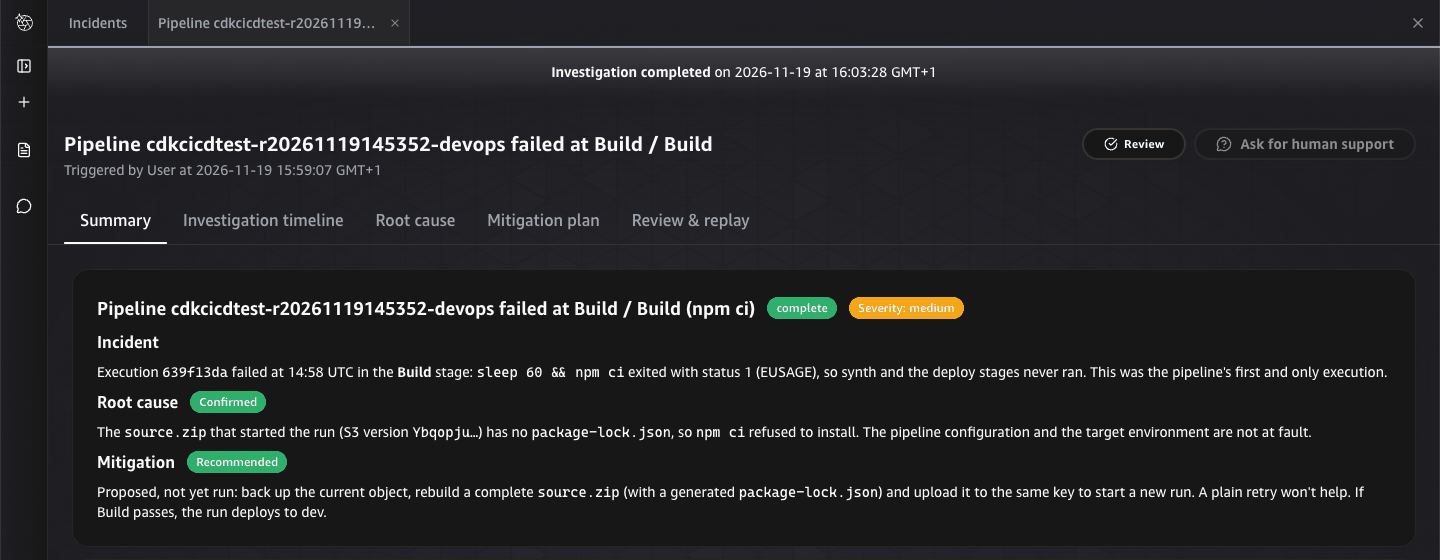 Incidents
Pipeline cdkcicdtest-r20261119...
Investigation completed on 2026-11-19 at 16:03:28 GMT+1
Pipeline cdkcicdtest-r20261119145352-devops failed at Build / Build
Review
Ask for human support
Triggered by User at 2026-11-19 15:59:07 GMT+1
Summary
Investigation timeline
Root cause
Mitigation plan
Review & replay
Pipeline cdkcicdtest-r20261119145352-devops failed at Build / Build (npm ci)
complete
Severity: medium
Incident
Execution 639f13da failed at 14:58 UTC in the Build stage: sleep 60 && npm ci exited with status 1 (EUSAGE), so synth and the deploy stages never ran. This was the pipeline's first and only execution.
Root cause
Confirmed
The source.zip that started the run (S3 version Ybqopju…) has no package-lock.json, so npm ci refused to install. The pipeline configuration and the target environment are not at fault.
Mitigation
Recommended
Proposed, not yet run: back up the current object, rebuild a complete source.zip (with a generated package-lock.json) and upload it to the same key to start a new run. A plain retry won't help. If
Build passes, the run deploys to dev.